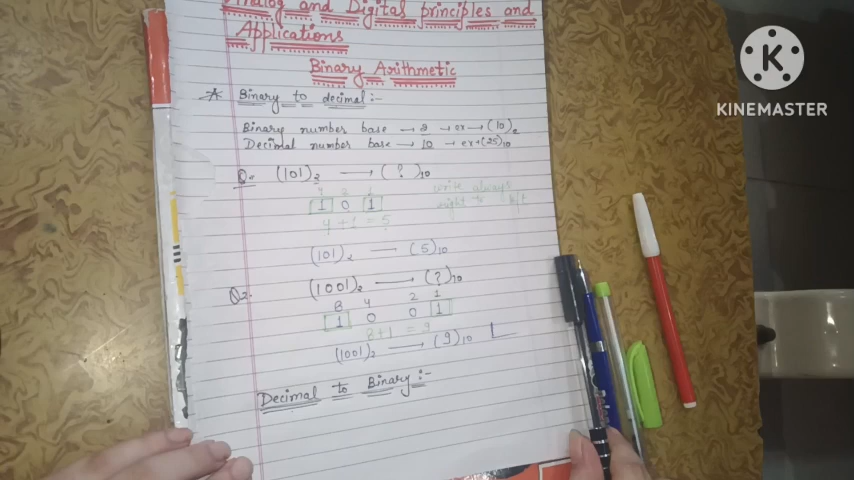 Analog and Digital principles and
Applications
Binary Arithmetic
* Binary to decimal:-
Binary number base → 2 → ex → (10)₂
Decimal number base → 10 → ex → (25)₁₀
Q1. (101)₂ → (?)₁₀
4 2 1
1 0 1
write always
right to left
4 + 1 = 5
(101)₂ — (5)₁₀
Q2. (1001)₂ → (?)₁₀
8 4 2 1
1 0 0 1
8+1 = 9
(1001)₂ → (9)₁₀
Decimal to Binary:-
K
KINEMASTER